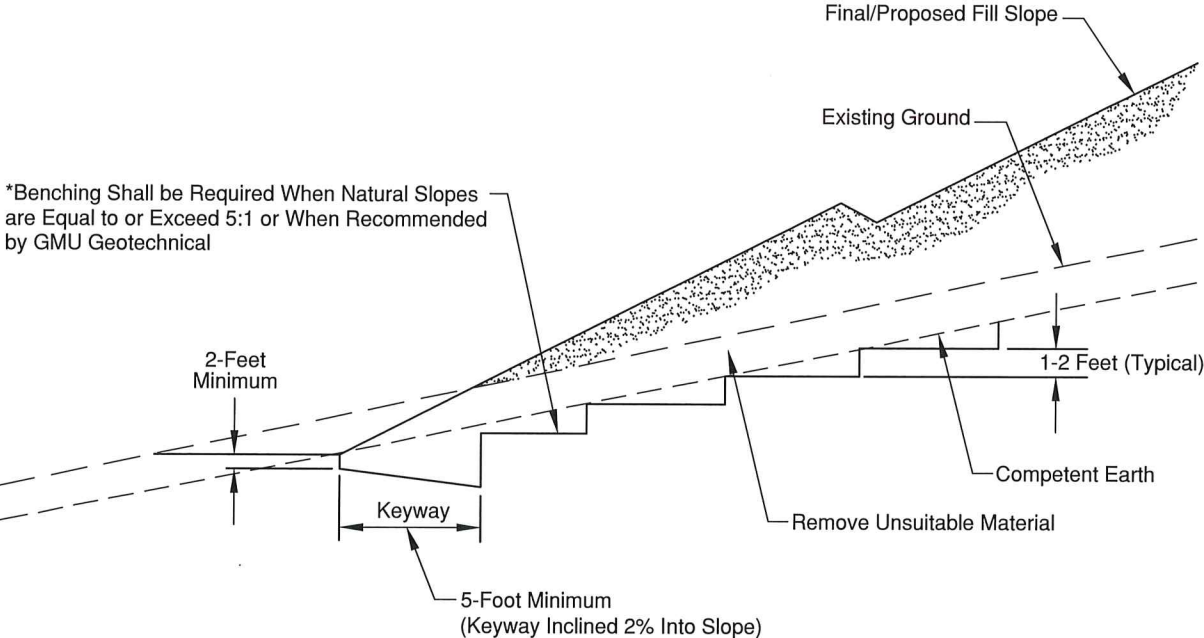 Final/Proposed Fill Slope
Existing Ground
*Benching Shall be Required When Natural Slopes
are Equal to or Exceed 5:1 or When Recommended
by GMU Geotechnical
2-Feet
Minimum
1-2 Feet (Typical)
Competent Earth
Keyway
Remove Unsuitable Material
5-Foot Minimum
(Keyway Inclined 2% Into Slope)